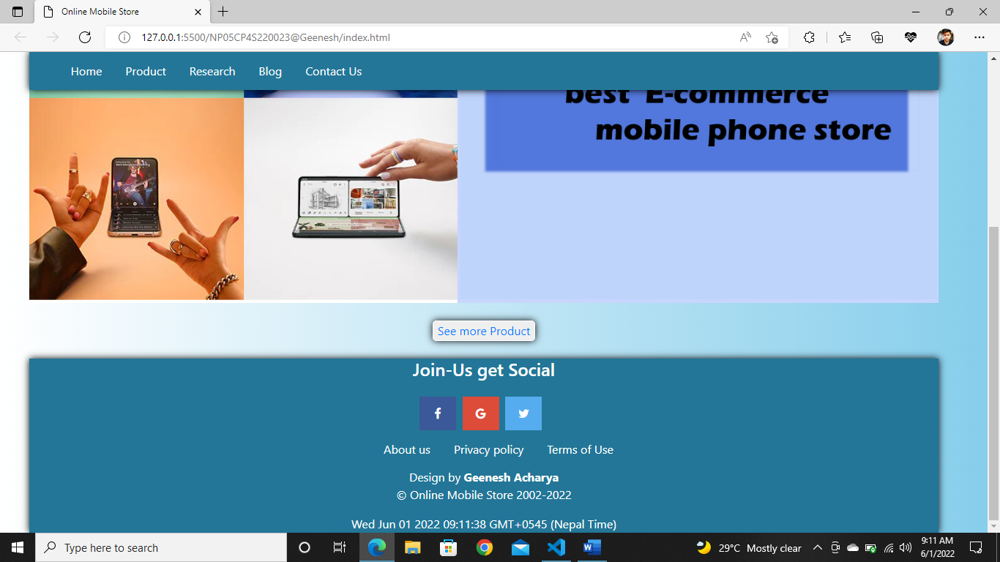 Online Mobile Store
127.0.0.1:5500/NP05CP4S220023@Geenesh/index.html
Home Product Research Blog Contact Us
best E-commerce
mobile phone store
See more Product
Join-Us get Social
f G
About us Privacy policy Terms of Use
Design by Geenesh Acharya
© Online Mobile Store 2002-2022
Wed Jun 01 2022 09:11:38 GMT+0545 (Nepal Time)
Type here to search
29°C Mostly clear
9:11 AM
6/1/2022